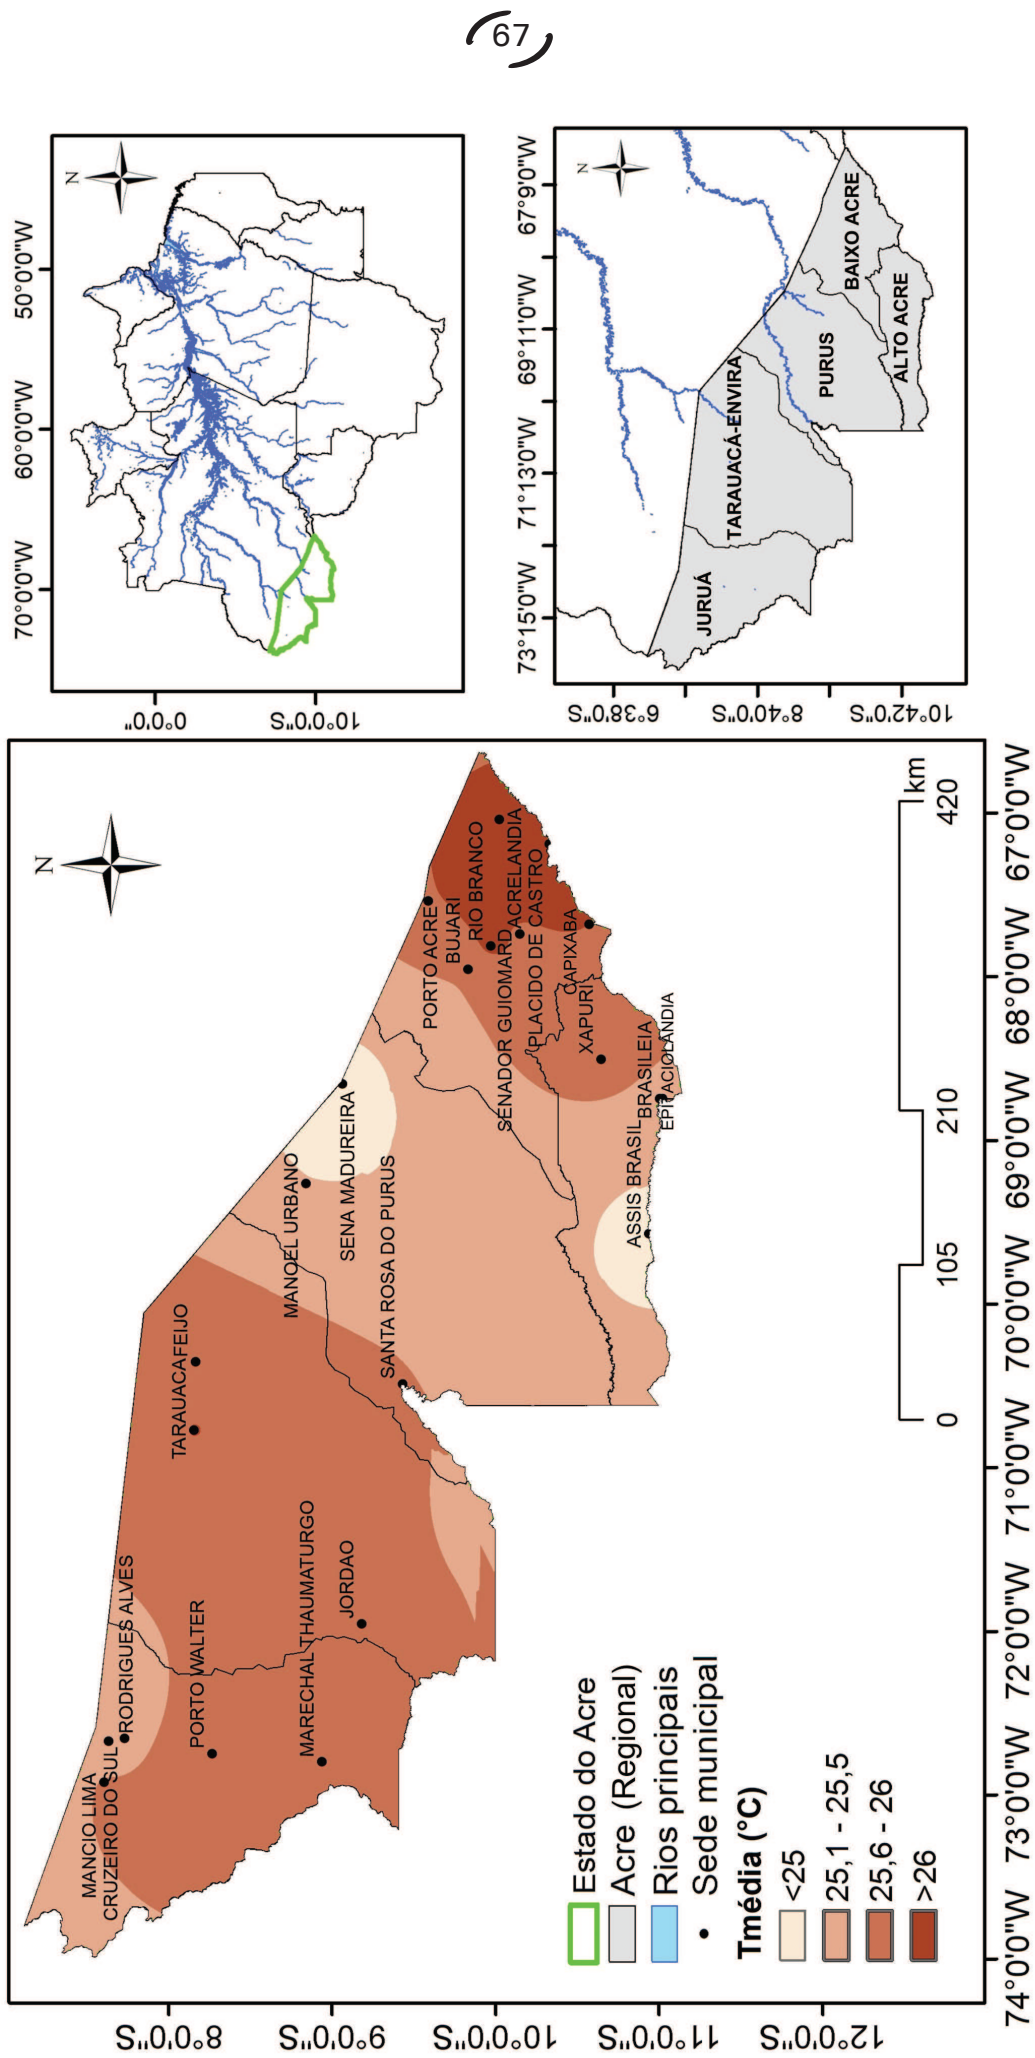 67
N
70°0'0"W
60°0'0"W
50°0'0"W
0°0'0"
10°0'0"S
N
73°15'0"W
71°13'0"W
69°11'0"W
67°9'0"W
6°38'0"S
8°40'0"S
10°42'0"S
JURUÁ
TARAUACÁ-ENVIRA
PURUS
BAIXO ACRE
ALTO ACRE
N
MANCIO LIMA
CRUZEIRO DO SUL
RODRIGUES ALVES
PORTO WALTER
MARECHAL THAUMATURGO
JORDAO
TARAUACA
FEIJO
MANOEL URBANO
SENA MADUREIRA
SANTA ROSA DO PURUS
PORTO ACRE
BUJARI
RIO BRANCO
SENADOR GUIOMARD
ACRELANDIA
PLACIDO DE CASTRO
CAPIXABA
XAPURI
ASSIS BRASIL
BRASILEIA
EPITACIOLANDIA
Estado do Acre
Acre (Regional)
Rios principais
Sede municipal
Tmédia (°C)
<25
25,1 - 25,5
25,6 - 26
>26
0
105
210
420
km
8°0'0"S
9°0'0"S
10°0'0"S
11°0'0"S
12°0'0"S
74°0'0"W
73°0'0"W
72°0'0"W
71°0'0"W
70°0'0"W
69°0'0"W
68°0'0"W
67°0'0"W